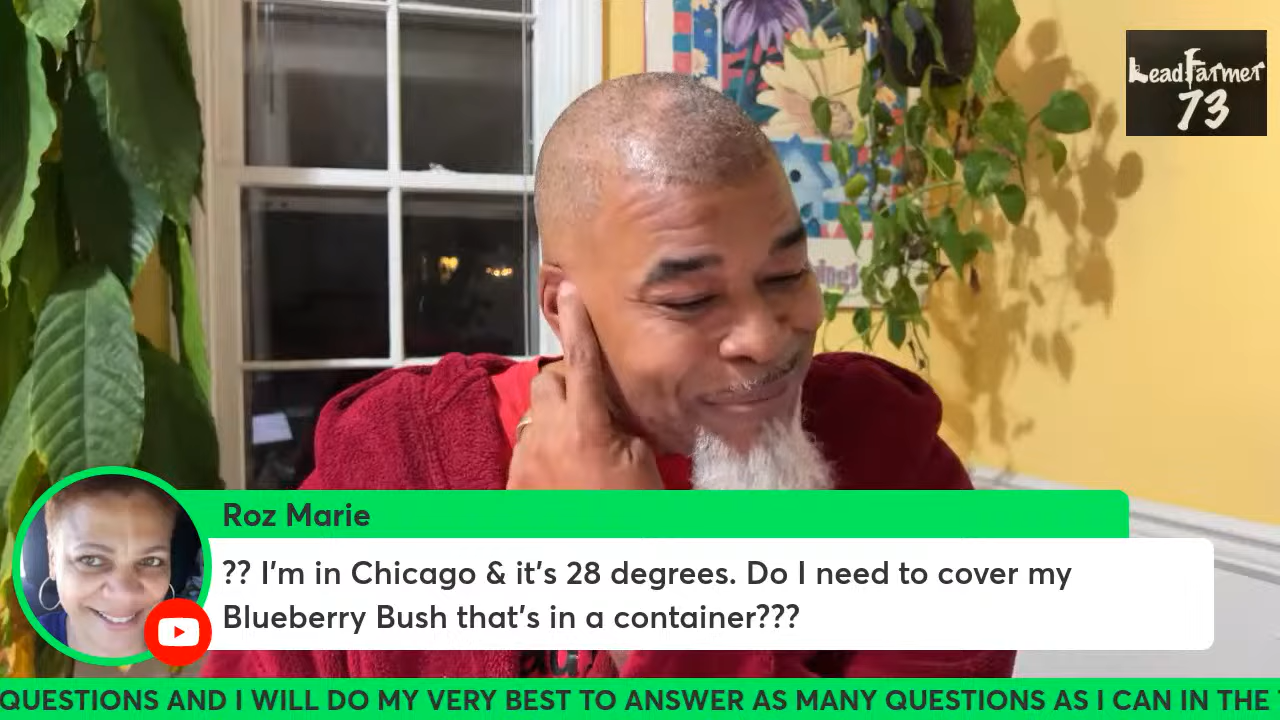 LeadFarmer
73
Roz Marie
?? I'm in Chicago & it's 28 degrees. Do I need to cover my
Blueberry Bush that's in a container???
QUESTIONS AND I WILL DO MY VERY BEST TO ANSWER AS MANY QUESTIONS AS I CAN IN THE